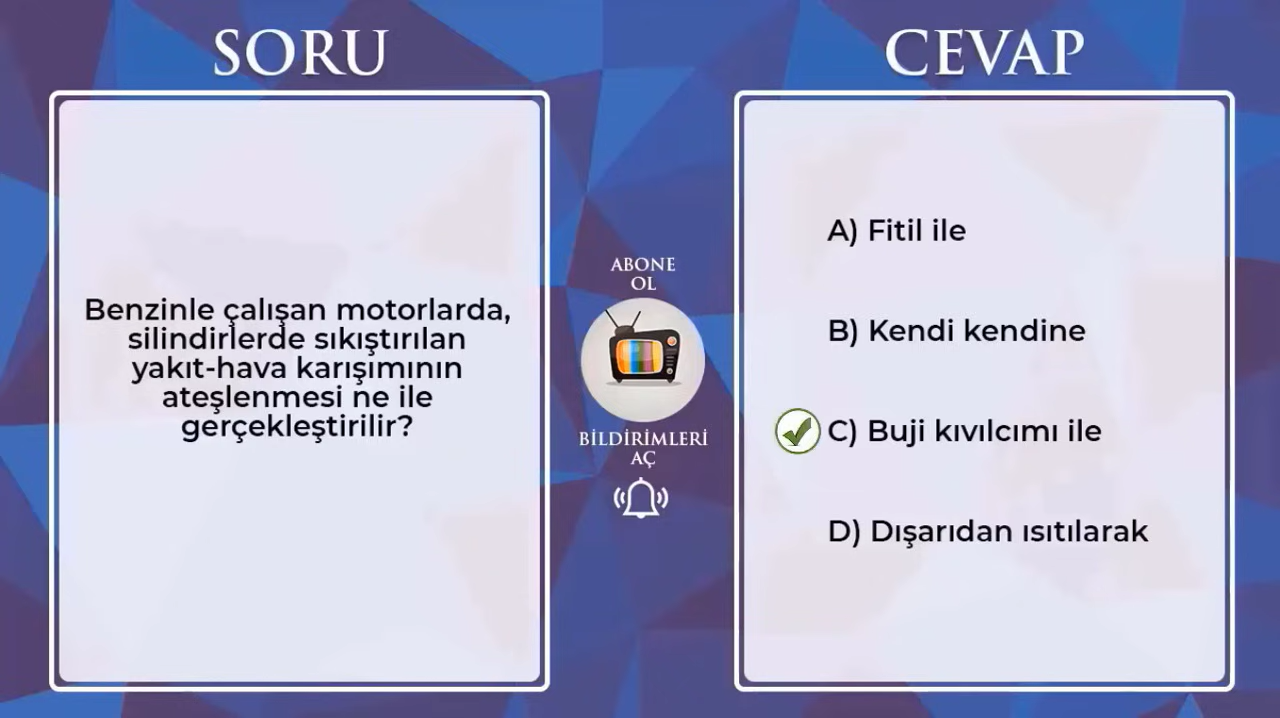 SORU
Benzinle çalışan motorlarda,
silindirlerde sıkıştırılan
yakıt-hava karışımının
ateşlenmesi ne ile
gerçekleştirilir?
ABONE
OL
BİLDİRİMLERİ
AÇ
CEVAP
A) Fitil ile
B) Kendi kendine
C) Buji kıvılcımı ile
D) Dışarıdan ısıtılarak